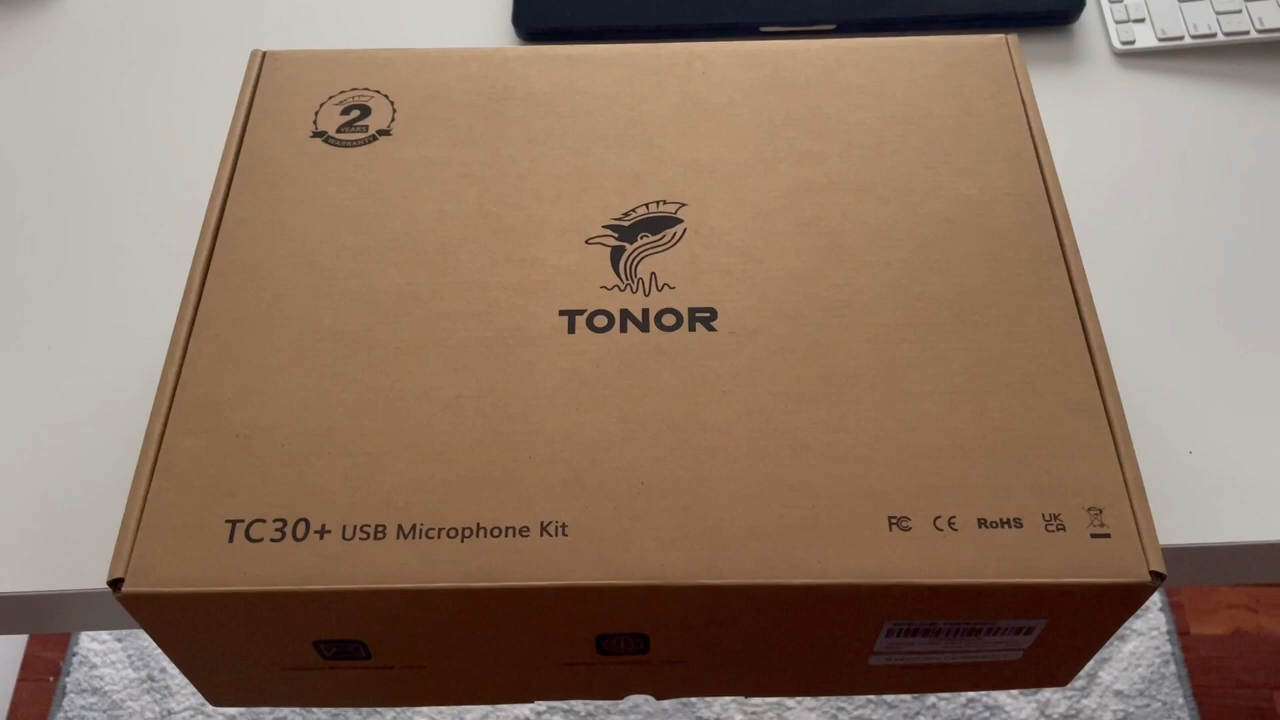 2
YEARS
WARRANTY
TONOR
TC30+ USB Microphone Kit
FC CE RoHS UK
CA